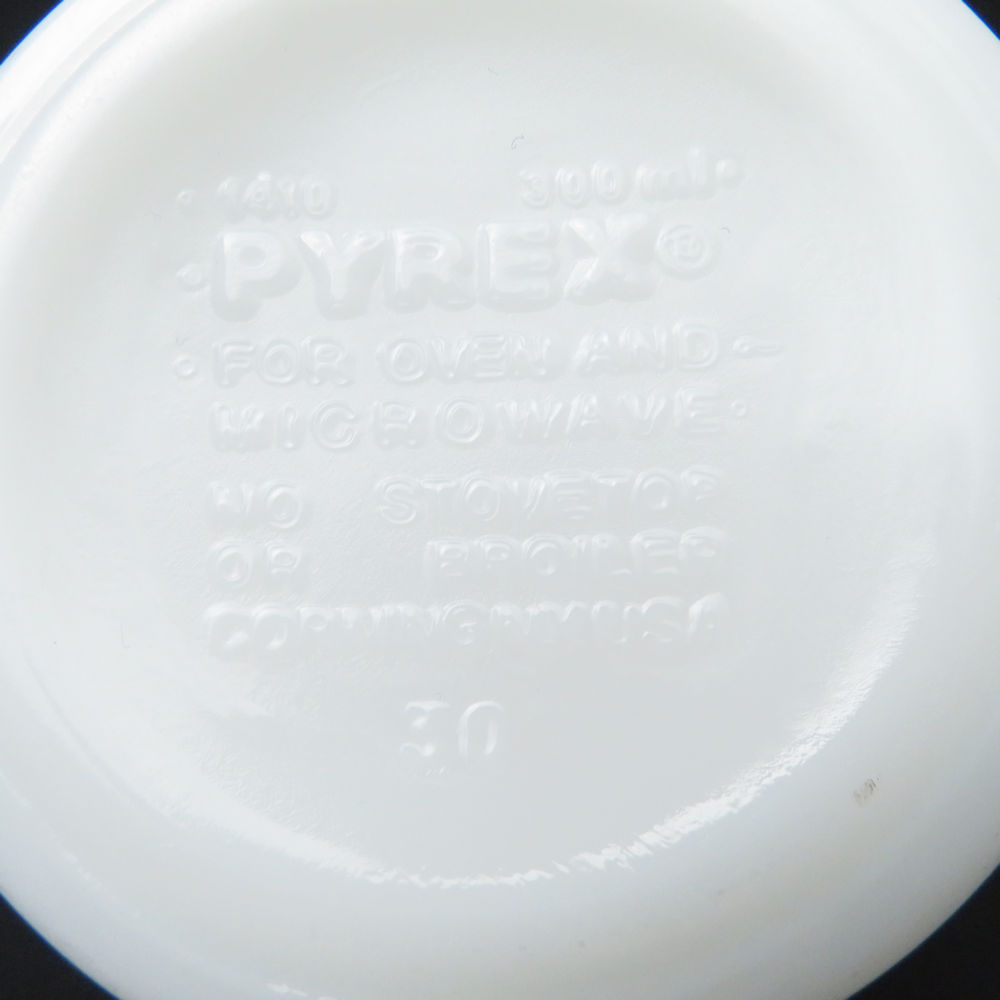 1410 300 ml
PYREX®
FOR OVEN AND
MICROWAVE
NO STOVETOP
OR BROILER
CORNING NY USA
30